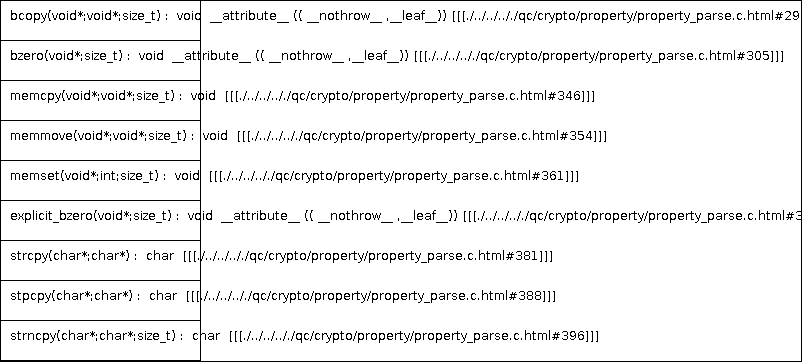 bcopy(void*;void*;size_t) : void __attribute__ (( __nothrow__ ,__leaf__)) [[[./../../../../qc/crypto/property/property_parse.c.html#29
bzero(void*;size_t) : void __attribute__ (( __nothrow__ ,__leaf__)) [[[./../../../../qc/crypto/property/property_parse.c.html#305]]]
memcpy(void*;void*;size_t) : void [[[./../../../../qc/crypto/property/property_parse.c.html#346]]]
memmove(void*;void*;size_t) : void [[[./../../../../qc/crypto/property/property_parse.c.html#354]]]
memset(void*;int;size_t) : void [[[./../../../../qc/crypto/property/property_parse.c.html#361]]]
explicit_bzero(void*;size_t) : void __attribute__ (( __nothrow__ ,__leaf__)) [[[./../../../../qc/crypto/property/property_parse.c.html#3
strcpy(char*;char*) : char [[[./../../../../qc/crypto/property/property_parse.c.html#381]]]
stpcpy(char*;char*) : char [[[./../../../../qc/crypto/property/property_parse.c.html#388]]]
strncpy(char*;char*;size_t) : char [[[./../../../../qc/crypto/property/property_parse.c.html#396]]]